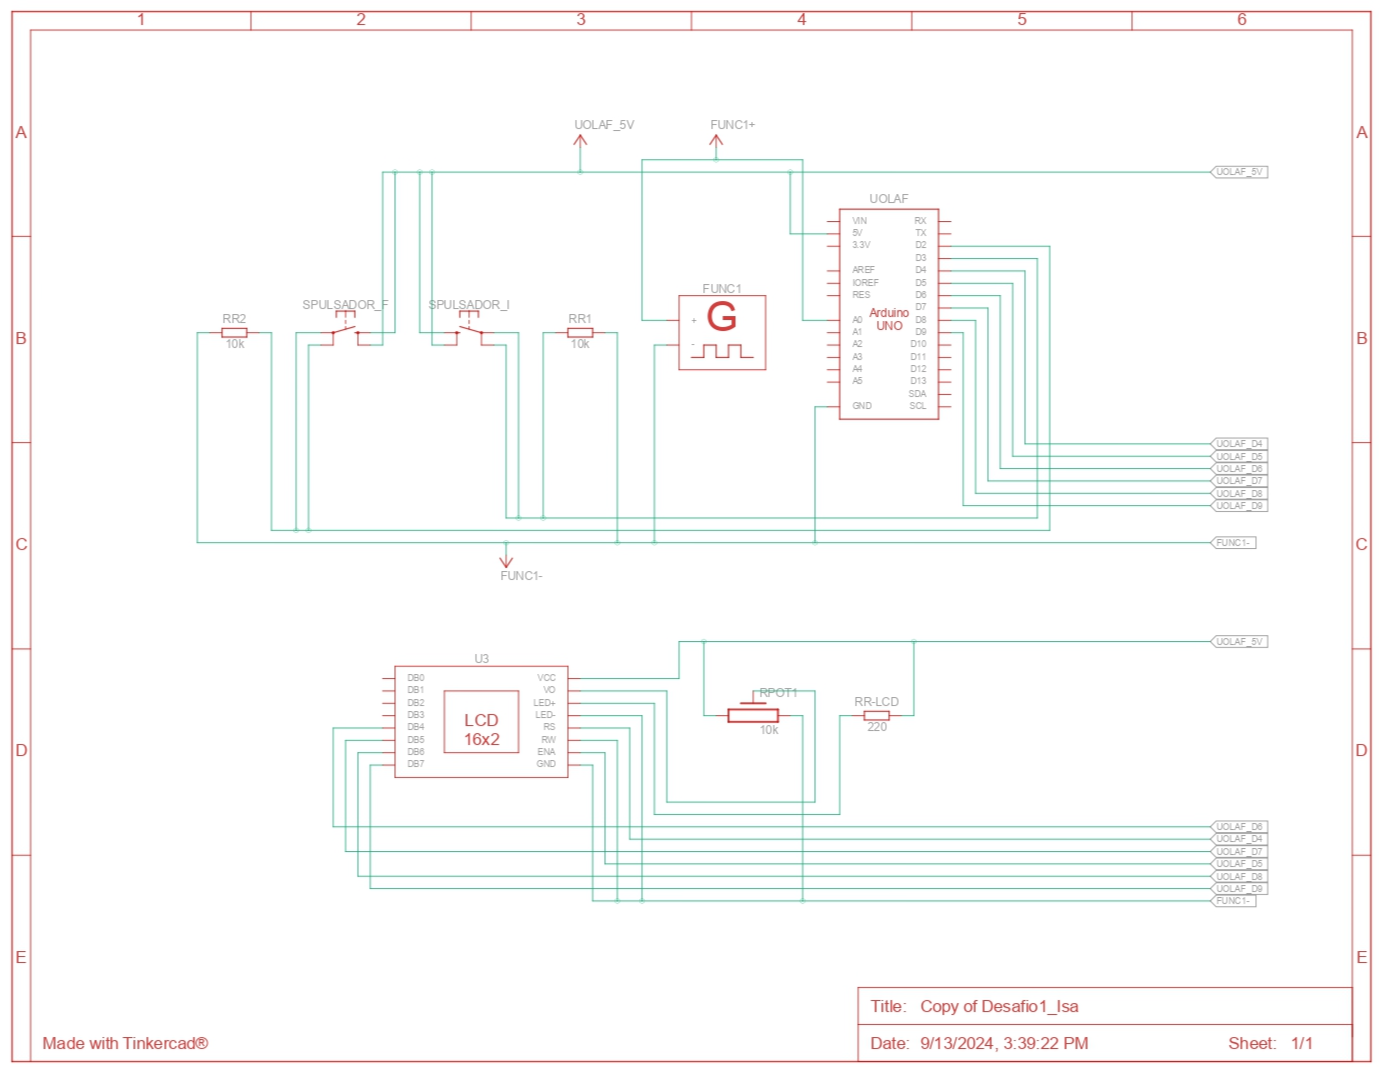 1 2 3 4 5 6
A A
UOLAF_5V FUNC1+
UOLAF_5V
UOLAF
VIN RX
5V TX
3.3V D2
D3
AREF D4
IOREF D5
RES D6
D7
A0 D8
A1 D9
A2 D10
A3 D11
A4 D12
A5 D13
SDA
GND SCL
Arduino
UNO
B B
FUNC1
G
+
-
SPULSADOR_F SPULSADOR_I
RR2
10k
RR1
10k
UOLAF_D4
UOLAF_D5
UOLAF_D6
UOLAF_D7
UOLAF_D8
UOLAF_D9
C C
FUNC1-
FUNC1-
UOLAF_5V
U3
DB0 VCC
DB1 VO
DB2 LED+
DB3 LED-
DB4 RS
DB5 RW
DB6 ENA
DB7 GND
LCD
16x2
RPOT1
10k
RR-LCD
220
D D
UOLAF_D6
UOLAF_D4
UOLAF_D7
UOLAF_D5
UOLAF_D8
UOLAF_D9
FUNC1-
E E
Title: Copy of Desafio1_Isa
Made with Tinkercad®
Date: 9/13/2024, 3:39:22 PM Sheet: 1/1